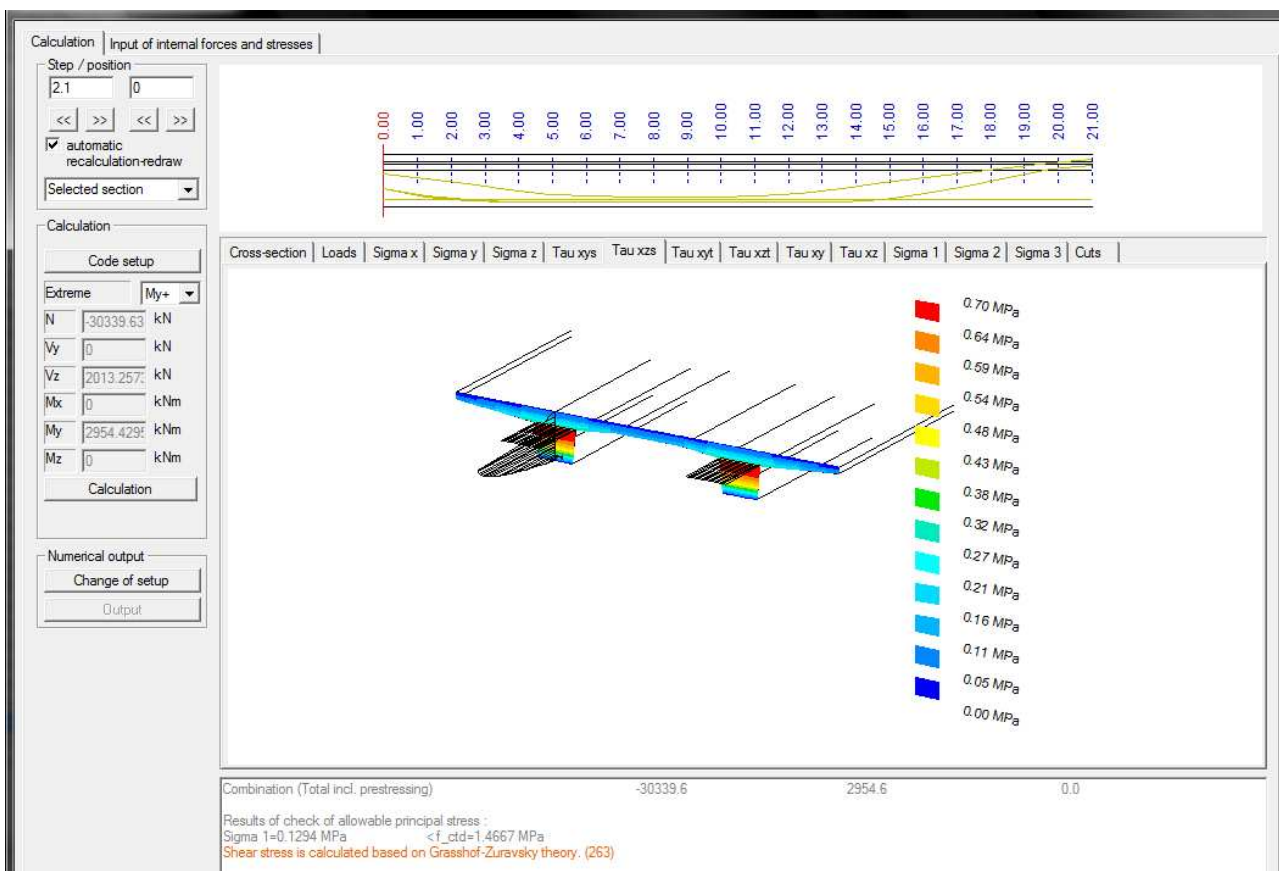 Calculation
Input of internal forces and stresses
Step / position
2.1
0
<< >> << >>
automatic
recalculation-redraw
Selected section
Calculation
Code setup
Extreme My+
N -30339.63 kN
Vy 0 kN
Vz 2013.257 kN
Mx 0 kNm
My 2954.429 kNm
Mz 0 kNm
Calculation
Numerical output
Change of setup
Output
0.00 1.00 2.00 3.00 4.00 5.00 6.00 7.00 8.00 9.00 10.00 11.00 12.00 13.00 14.00 15.00 16.00 17.00 18.00 19.00 20.00 21.00
Cross-section Loads Sigma x Sigma y Sigma z Tau xys Tau xzs Tau xyt Tau xzt Tau xy Tau xz Sigma 1 Sigma 2 Sigma 3 Cuts
0.70 MPa
0.64 MPa
0.59 MPa
0.54 MPa
0.48 MPa
0.43 MPa
0.38 MPa
0.32 MPa
0.27 MPa
0.21 MPa
0.16 MPa
0.11 MPa
0.05 MPa
0.00 MPa
Combination (Total incl. prestressing) -30339.6 2954.6 0.0
Results of check of allowable principal stress :
Sigma 1=0.1294 MPa < f_ctd=1.4667 MPa
Shear stress is calculated based on Grasshof-Zuravsky theory. (263)